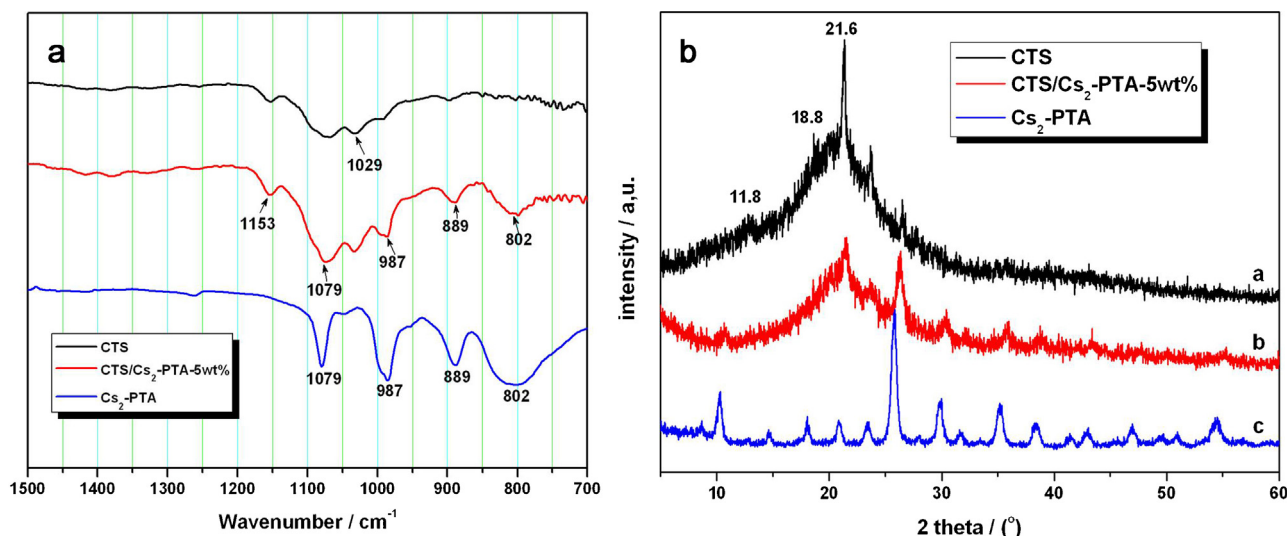 a
1029
1153
1079
987
889
802
1079
987
889
802
CTS
CTS/Cs₂-PTA-5wt%
Cs₂-PTA
1500 1400 1300 1200 1100 1000 900 800 700
Wavenumber / cm⁻¹
b
21.6
18.8
11.8
CTS
CTS/Cs₂-PTA-5wt%
Cs₂-PTA
a
b
c
intensity / a,u.
10 20 30 40 50 60
2 theta / (°)